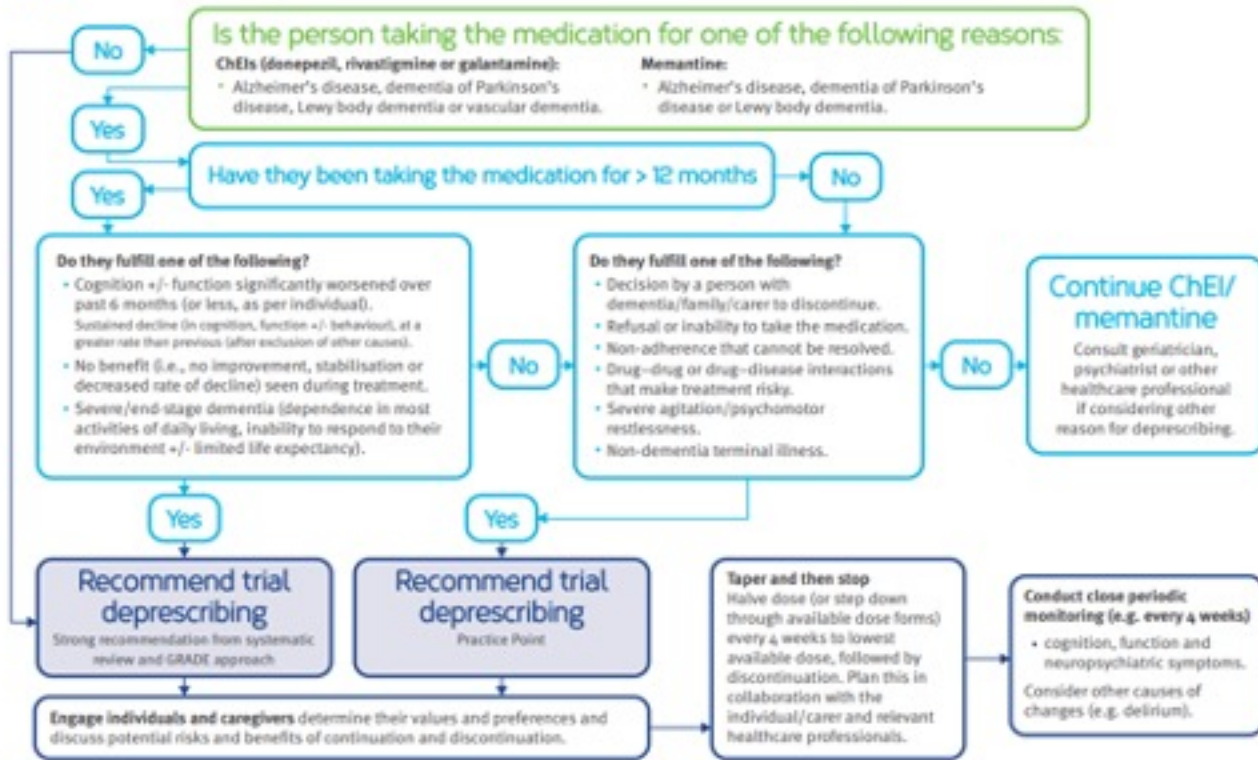 Is the person taking the medication for one of the following reasons:
No
ChEIs (donepezil, rivastigmine or galantamine):
• Alzheimer's disease, dementia of Parkinson's
disease, Lewy body dementia or vascular dementia.
Memantine:
• Alzheimer's disease, dementia of Parkinson's
disease or Lewy body dementia.
Yes
Have they been taking the medication for > 12 months
No
Yes
Do they fulfill one of the following?
• Cognition +/- function significantly worsened over
past 6 months (or less, as per individual).
Sustained decline (in cognition, function +/- behaviour), at a
greater rate than previous (after exclusion of other causes).
• No benefit (i.e., no improvement, stabilisation or
decreased rate of decline) seen during treatment.
• Severe/end-stage dementia (dependence in most
activities of daily living, inability to respond to their
environment +/- limited life expectancy).
No
Do they fulfill one of the following?
• Decision by a person with
dementia/family/carer to discontinue.
• Refusal or inability to take the medication.
• Non-adherence that cannot be resolved.
• Drug–drug or drug–disease interactions
that make treatment risky.
• Severe agitation/psychomotor
restlessness.
• Non-dementia terminal illness.
No
Continue ChEI/
memantine
Consult geriatrician,
psychiatrist or other
healthcare professional
if considering other
reason for deprescribing.
Yes
Yes
Recommend trial
deprescribing
Strong recommendation from systematic
review and GRADE approach
Recommend trial
deprescribing
Practice Point
Engage individuals and caregivers determine their values and preferences and
discuss potential risks and benefits of continuation and discontinuation.
Taper and then stop
Halve dose (or step down
through available dose forms)
every 4 weeks to lowest
available dose, followed by
discontinuation. Plan this in
collaboration with the
individual/carer and relevant
healthcare professionals.
Conduct close periodic
monitoring (e.g. every 4 weeks)
• cognition, function and
neuropsychiatric symptoms.
Consider other causes of
changes (e.g. delirium).